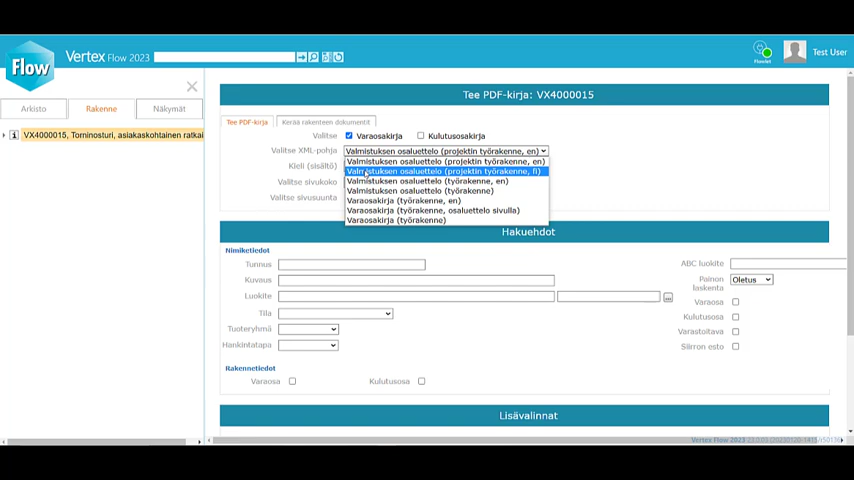 Flow
Vertex Flow 2023
Flowlet
Test User
Arkisto
Rakenne
Näkymät
VX4000015, Torninosturi, asiakaskohtainen ratkai
Tee PDF-kirja: VX4000015
Tee PDF-kirja
Kerää rakenteen dokumentit
Valitse
Varaosakirja
Kulutusosakirja
Valitse XML-pohja
Valmistuksen osaluettelo (projektin työrakenne, en)
Valmistuksen osaluettelo (projektin työrakenne, en)
Kieli (sisältö)
Valmistuksen osaluettelo (projektin työrakenne, fi)
Valitse sivukoko
Valmistuksen osaluettelo (työrakenne, en)
Valmistuksen osaluettelo (työrakenne)
Valitse sivusuunta
Varaosakirja (työrakenne, en)
Varaosakirja (työrakenne, osaluettelo sivulla)
Varaosakirja (työrakenne)
Hakuehdot
Nimiketiedot
Tunnus
ABC luokite
Kuvaus
Painon laskenta
Oletus
Luokite
...
Varaosa
Tila
Kulutusosa
Tuoteryhmä
Varastoitava
Hankintatapa
Siirron esto
Rakennetiedot
Varaosa
Kulutusosa
Lisävalinnat
Vertex Flow 2023